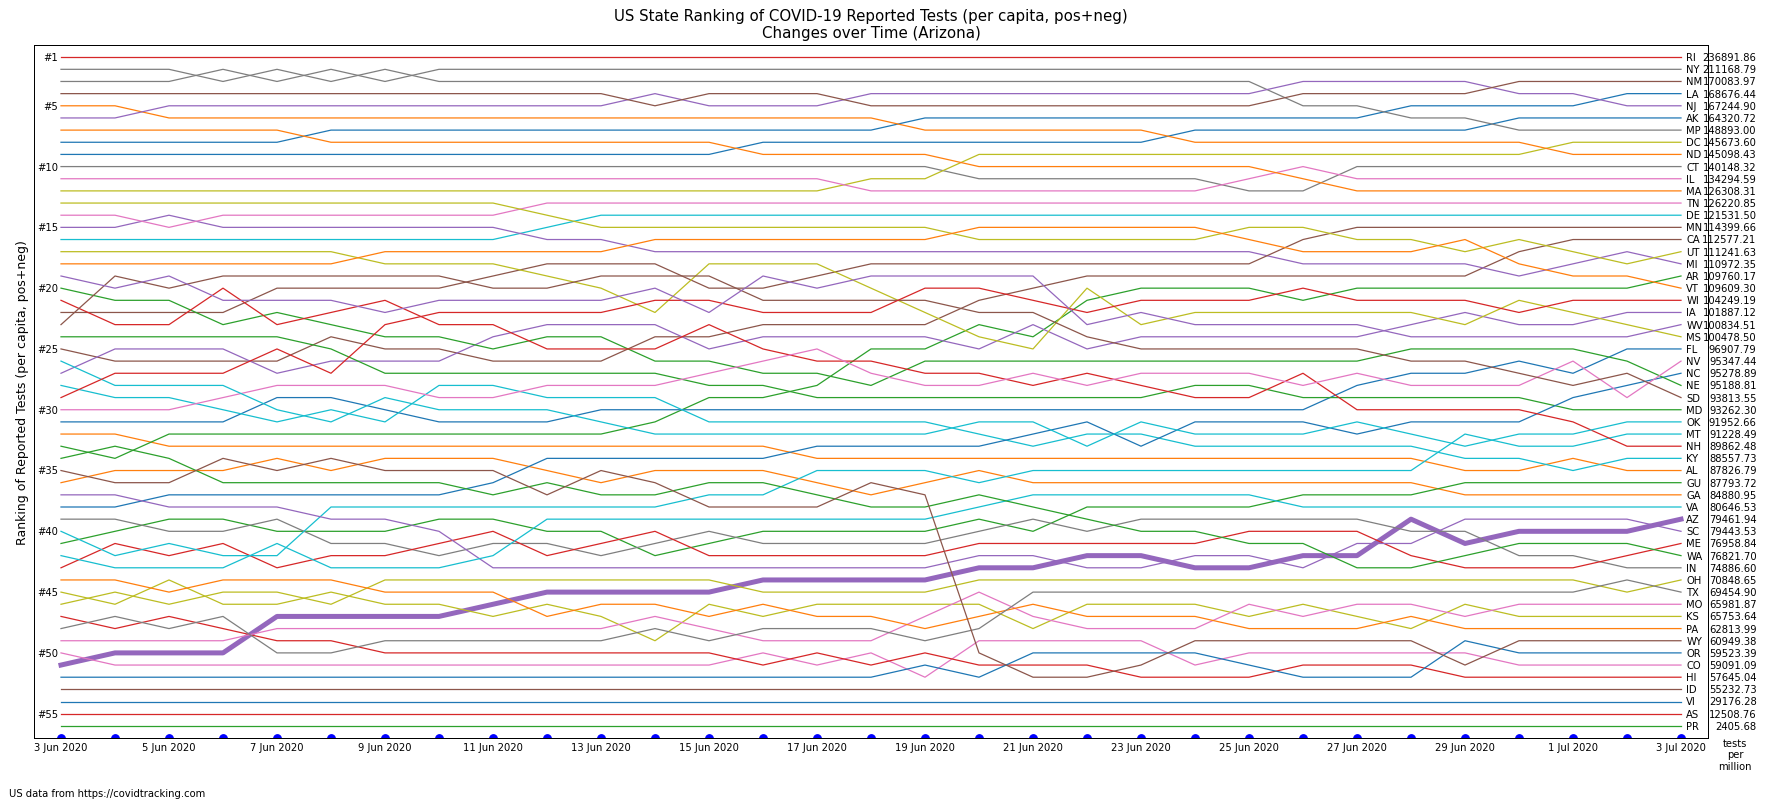 US State Ranking of COVID-19 Reported Tests (per capita, pos+neg)
Changes over Time (Arizona)
Ranking of Reported Tests (per capita, pos+neg)
#1
#5
#10
#15
#20
#25
#30
#35
#40
#45
#50
#55
RI 236891.86
NY 211168.79
NM 170083.97
LA 168676.44
NJ 167244.90
AK 164320.72
MP 148893.00
DC 145673.60
ND 145098.43
CT 140148.32
IL 134294.59
MA 126308.31
TN 126220.85
DE 121531.50
MN 114399.66
CA 112577.21
UT 111241.63
MI 110972.35
AR 109760.17
VT 109609.30
WI 104249.19
IA 101887.12
WV 100834.51
MS 100478.50
FL 96907.79
NV 95347.44
NC 95278.89
NE 95188.81
SD 93813.55
MD 93262.30
OK 91952.66
MT 91228.49
NH 89862.48
KY 88557.73
AL 87826.79
GU 87793.72
GA 84880.95
VA 80646.53
AZ 79461.94
SC 79443.53
ME 76958.84
WA 76821.70
IN 74886.60
OH 70848.65
TX 69454.90
MO 65981.87
KS 65753.64
PA 62813.99
WY 60949.38
OR 59523.39
CO 59091.09
HI 57645.04
ID 55232.73
VI 29176.28
AS 12508.76
PR 2405.68
3 Jun 2020
5 Jun 2020
7 Jun 2020
9 Jun 2020
11 Jun 2020
13 Jun 2020
15 Jun 2020
17 Jun 2020
19 Jun 2020
21 Jun 2020
23 Jun 2020
25 Jun 2020
27 Jun 2020
29 Jun 2020
1 Jul 2020
3 Jul 2020
tests
per
million
US data from https://covidtracking.com